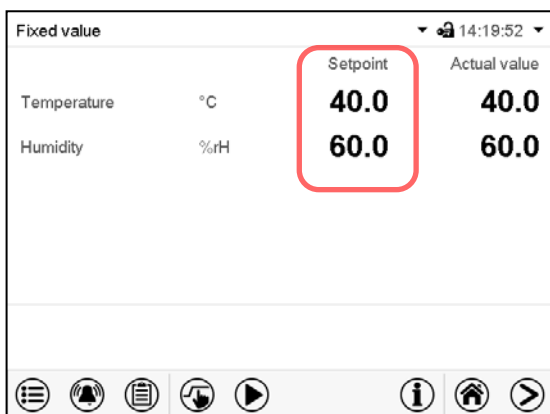 Fixed value 14:19:52
Setpoint Actual value
Temperature °C 40.0 40.0
Humidity %rH 60.0 60.0